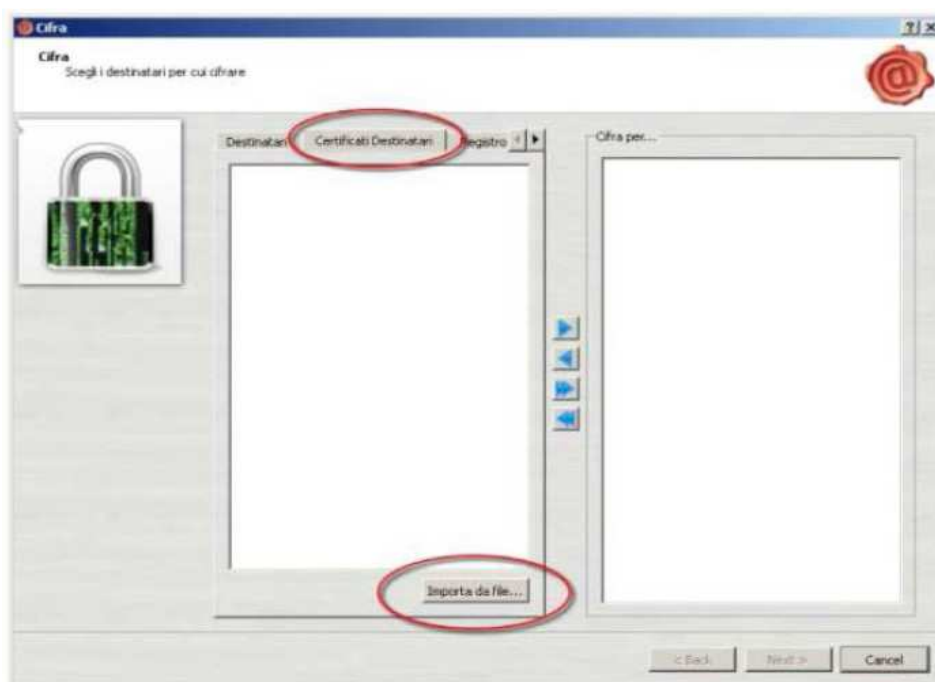 Cifra
Cifra
Scegli i destinatari per cui cifrare
Destinatari
Certificati Destinatari
Registro
Cifra per...
Importa da file...
< Back
Next >
Cancel